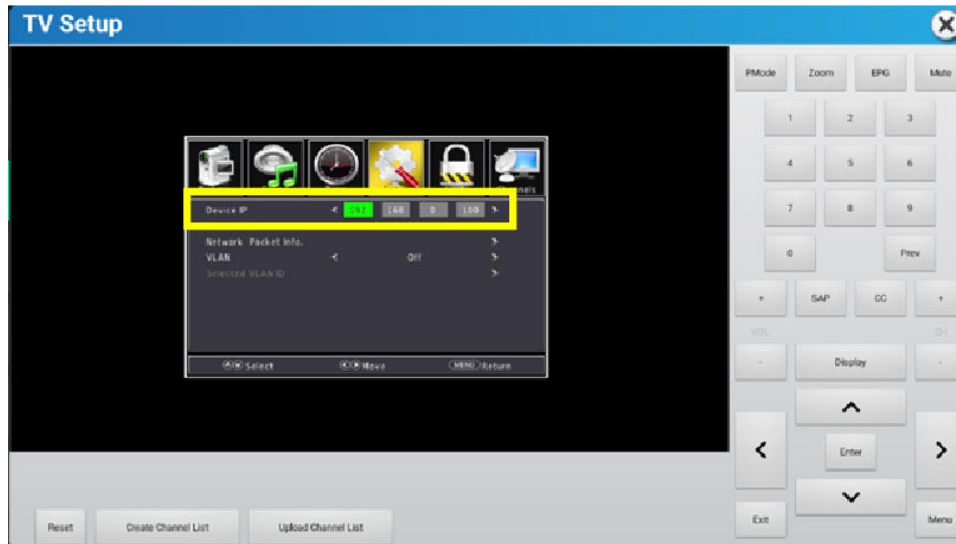 TV Setup
PMode Zoom EPG Mute
1 2 3
4 5 6
7 8 9
0 Prev
+ SAP CC +
VOL CH
- Display -
Enter
Exit Menu
Device IP 192 168 0 100
Network Packet Info.
VLAN Off
Selected VLAN ID
Select Move MENU Return
Reset Create Channel List Upload Channel List